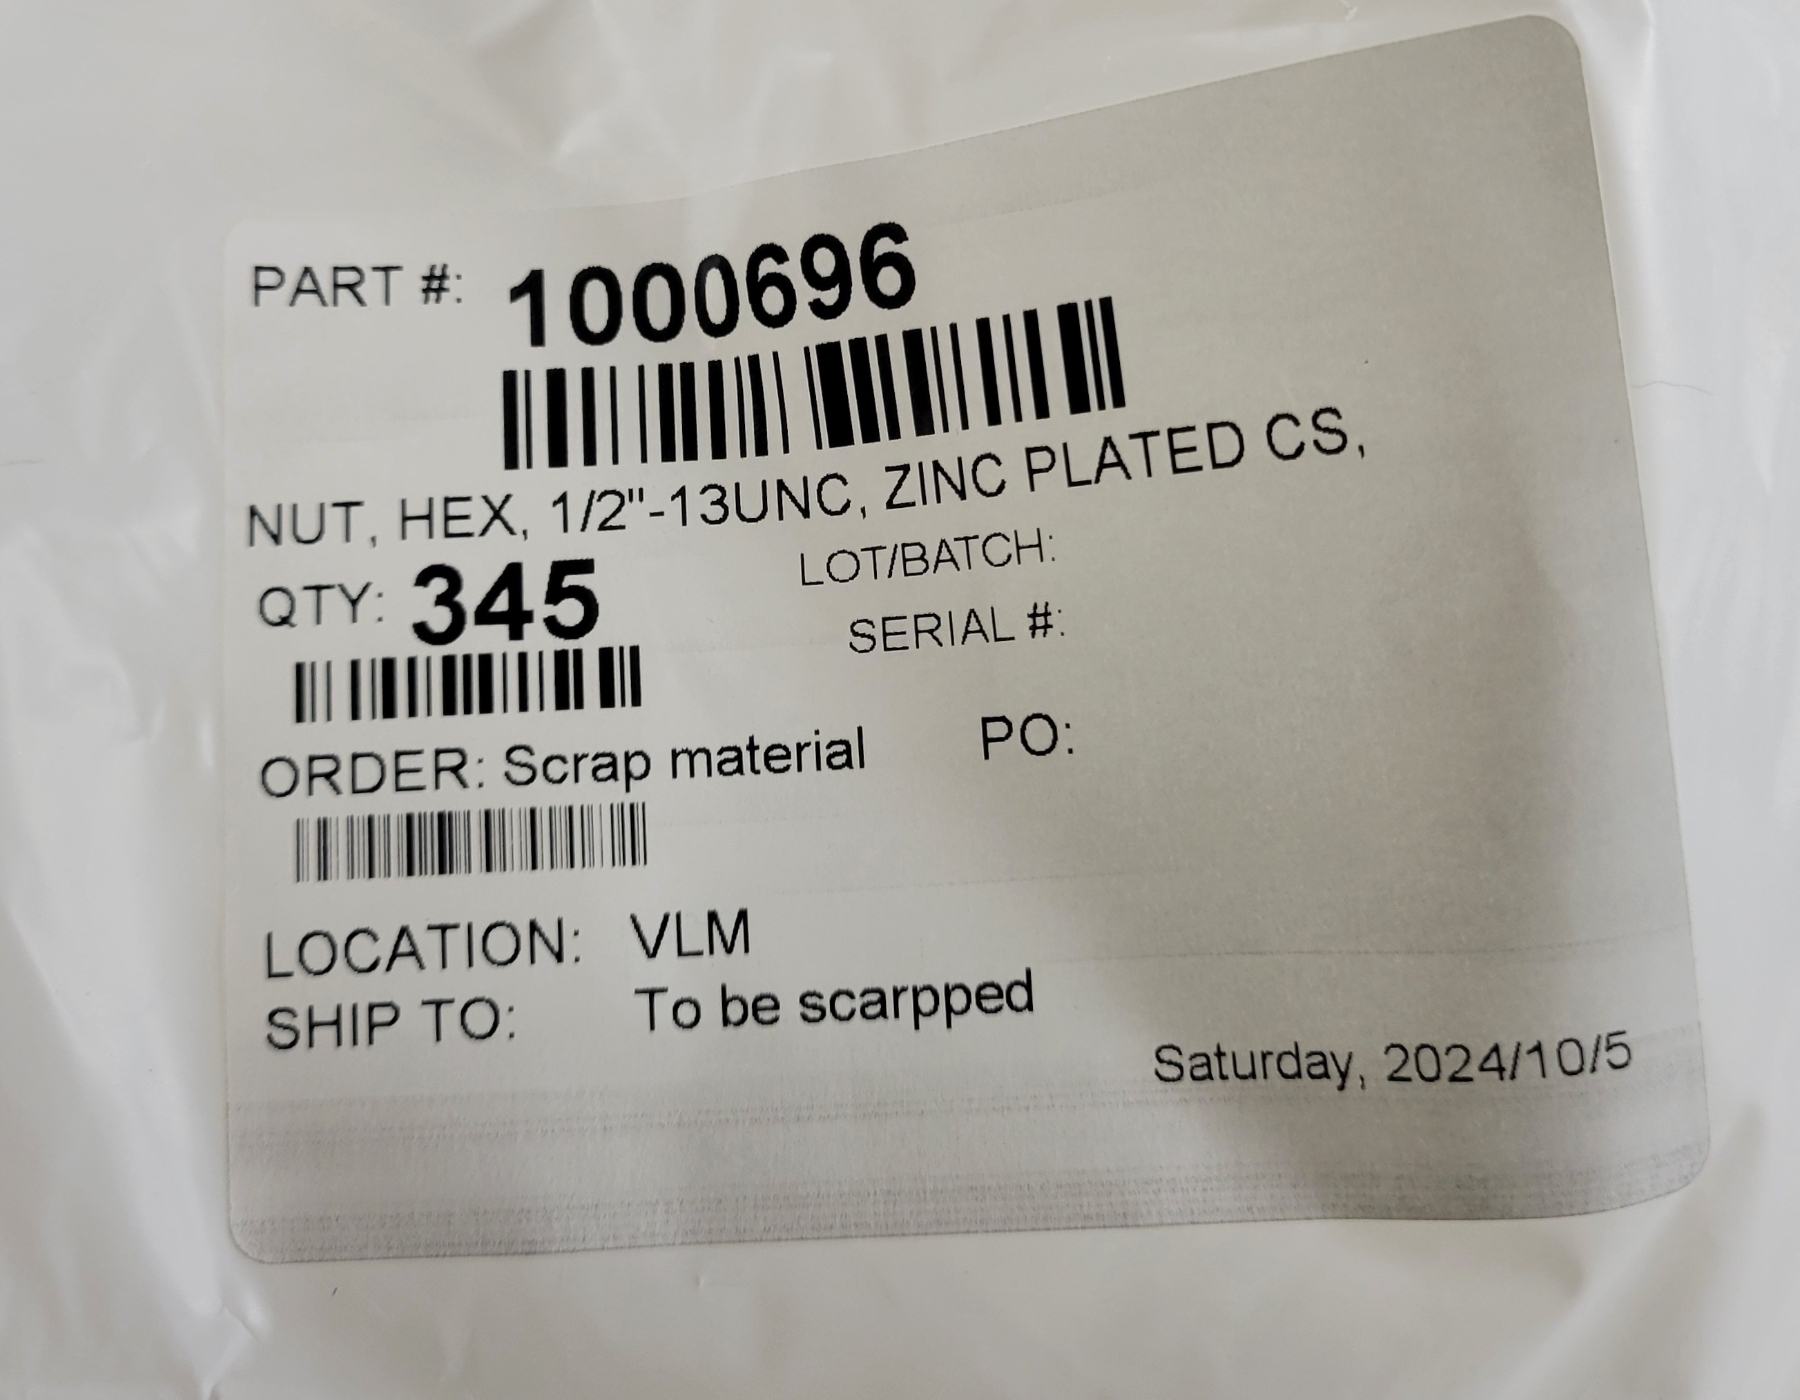 PART #: 1000696
NUT, HEX, 1/2"-13UNC, ZINC PLATED CS,
QTY: 345 LOT/BATCH:
SERIAL #:
ORDER: Scrap material PO:
LOCATION: VLM
SHIP TO: To be scarpped
Saturday, 2024/10/5